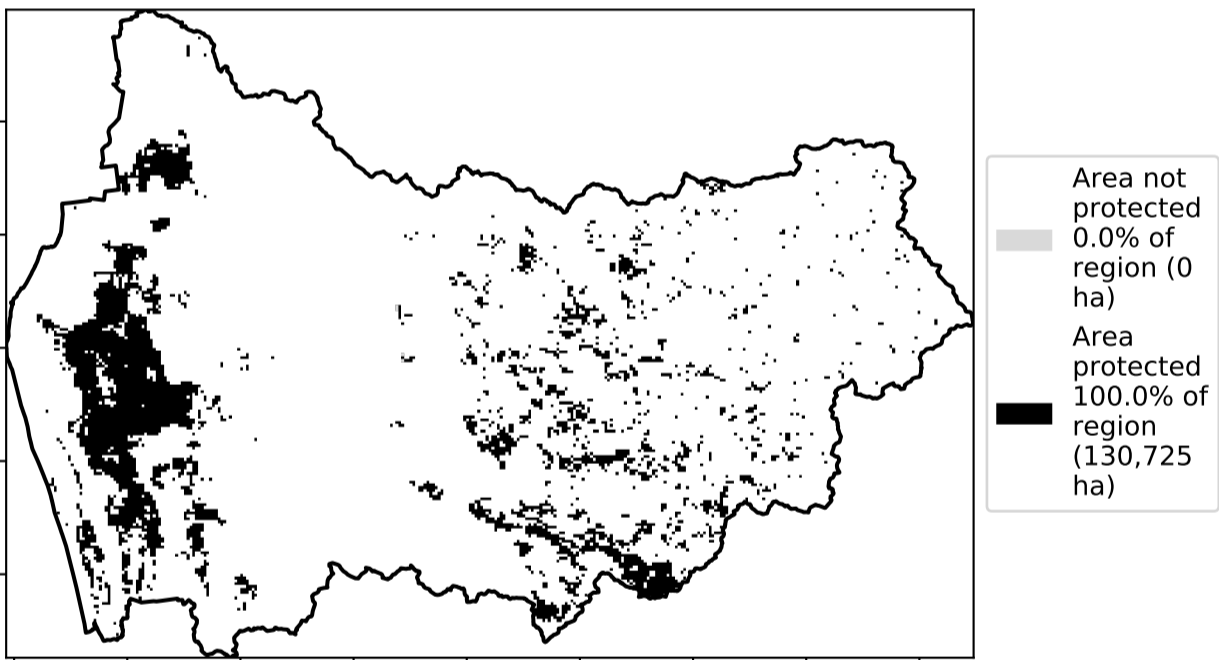 Area not
protected
0.0% of
region (0
ha)
Area
protected
100.0% of
region
(130,725
ha)